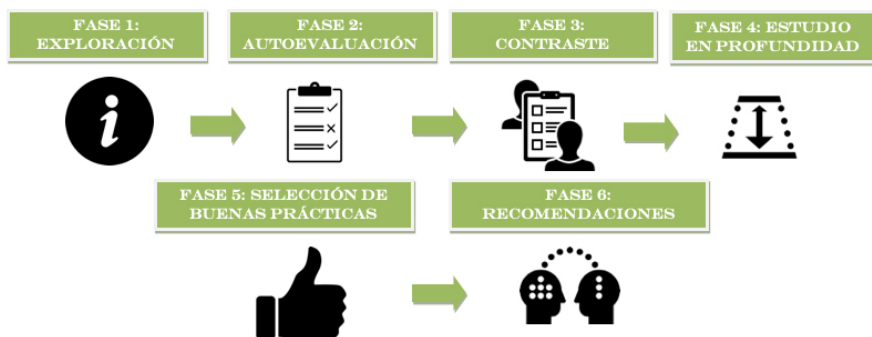 FASE 1:
EXPLORACIÓN
FASE 2:
AUTOEVALUACIÓN
FASE 3:
CONTRASTE
FASE 4: ESTUDIO
EN PROFUNDIDAD
FASE 5: SELECCIÓN DE
BUENAS PRÁCTICAS
FASE 6:
RECOMENDACIONES